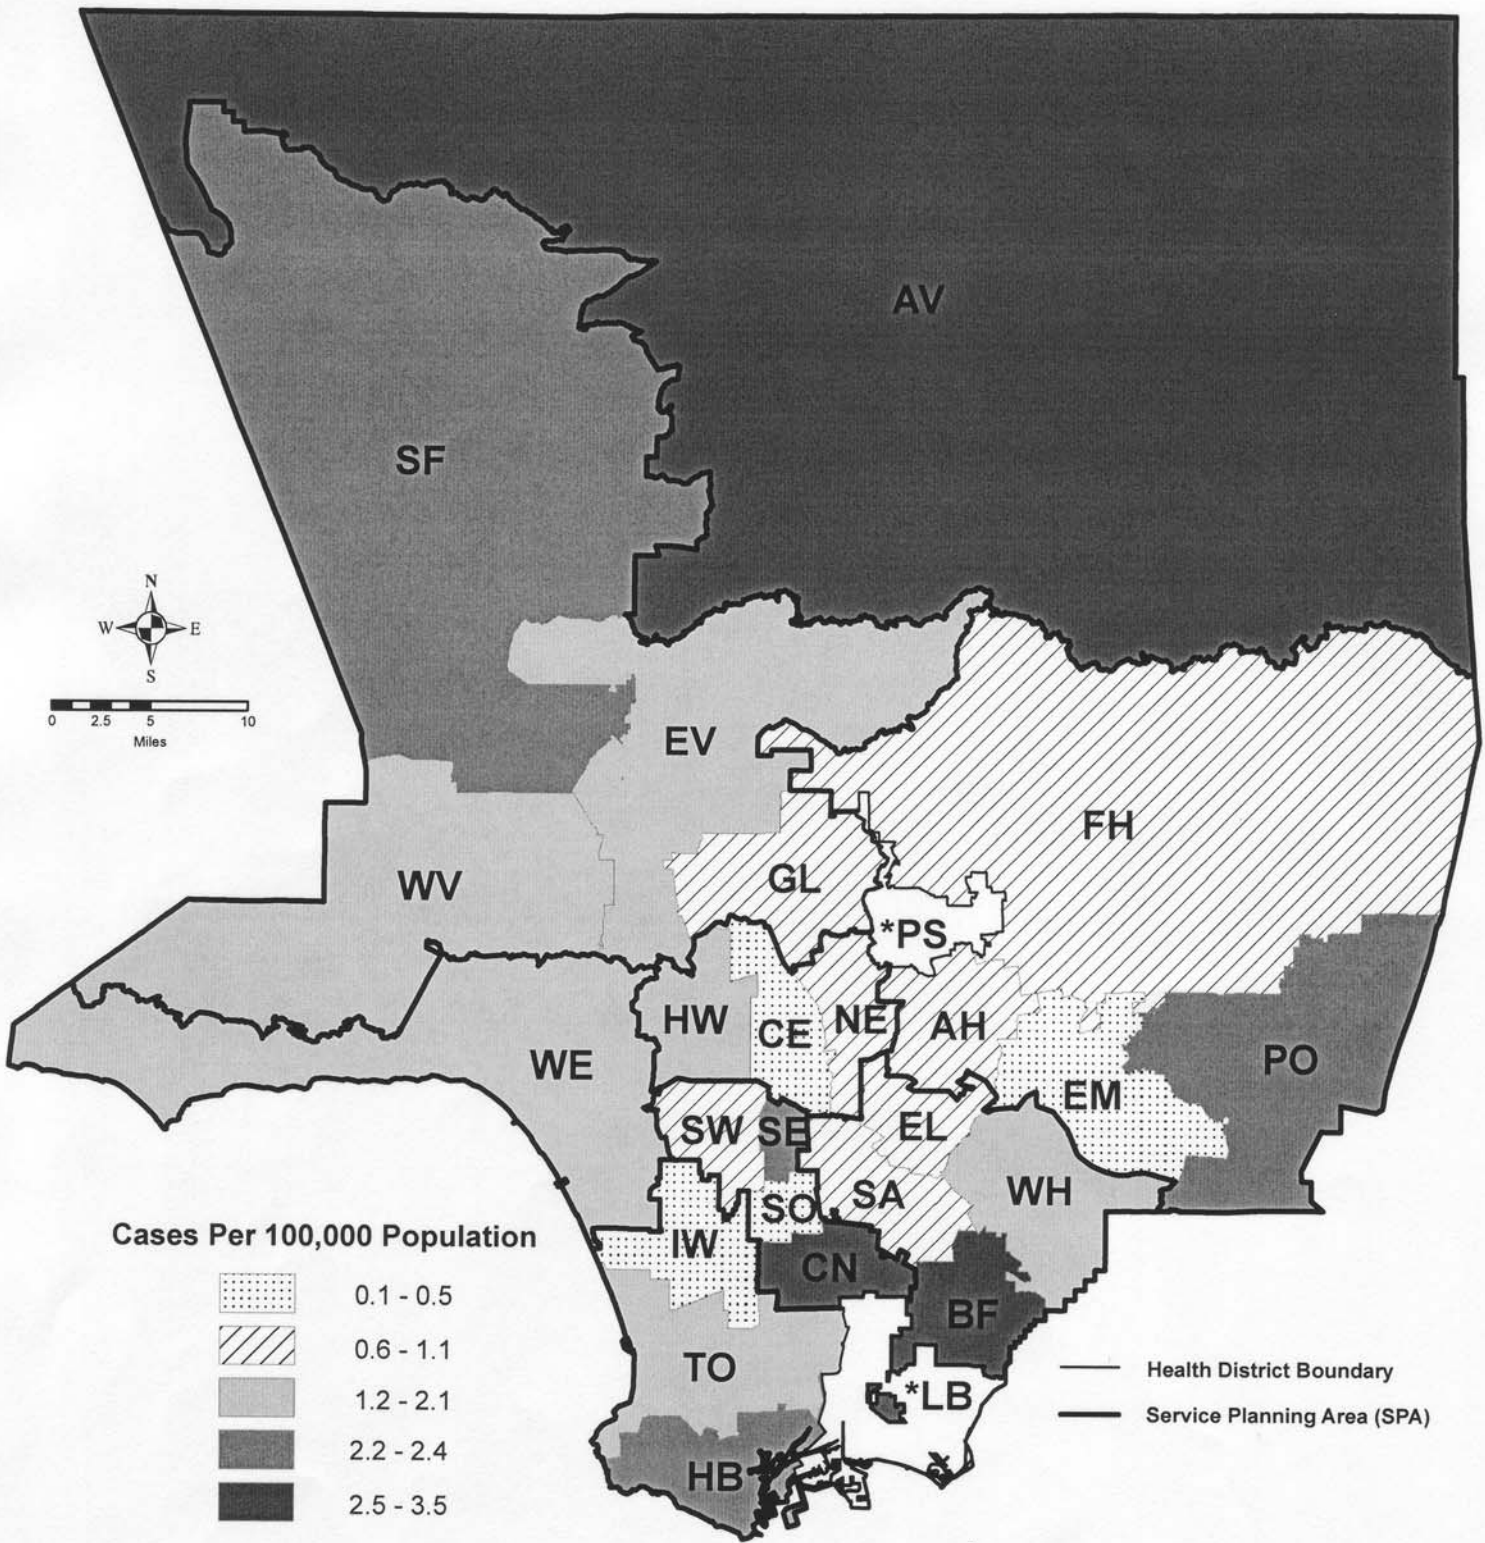 AV
SF
N
W E
S
0 2.5 5 10
Miles
EV
FH
WV
GL
*PS
HW
CE
NE
AH
WE
PO
EM
SW
SE
EL
SA
WH
SO
IW
CN
BF
TO
*LB
HB
Cases Per 100,000 Population
0.1 - 0.5
0.6 - 1.1
1.2 - 2.1
2.2 - 2.4
2.5 - 3.5
Health District Boundary
Service Planning Area (SPA)